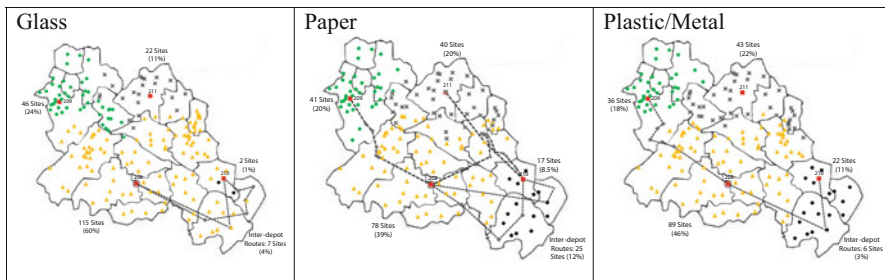 Glass
22 Sites
(11%)
211
209
46 Sites
(24%)
2 Sites
(1%)
210
208
115 Sites
(60%)
Inter-depot
Routes: 7 Sites
(4%)
Paper
40 Sites
(20%)
211
209
41 Sites
(20%)
17 Sites
(8.5%)
210
208
78 Sites
(39%)
Inter-depot
Routes: 25
Sites (12%)
Plastic/Metal
43 Sites
(22%)
211
209
36 Sites
(18%)
22 Sites
(11%)
210
208
89 Sites
(46%)
Inter-depot
Routes: 6 Sites
(3%)